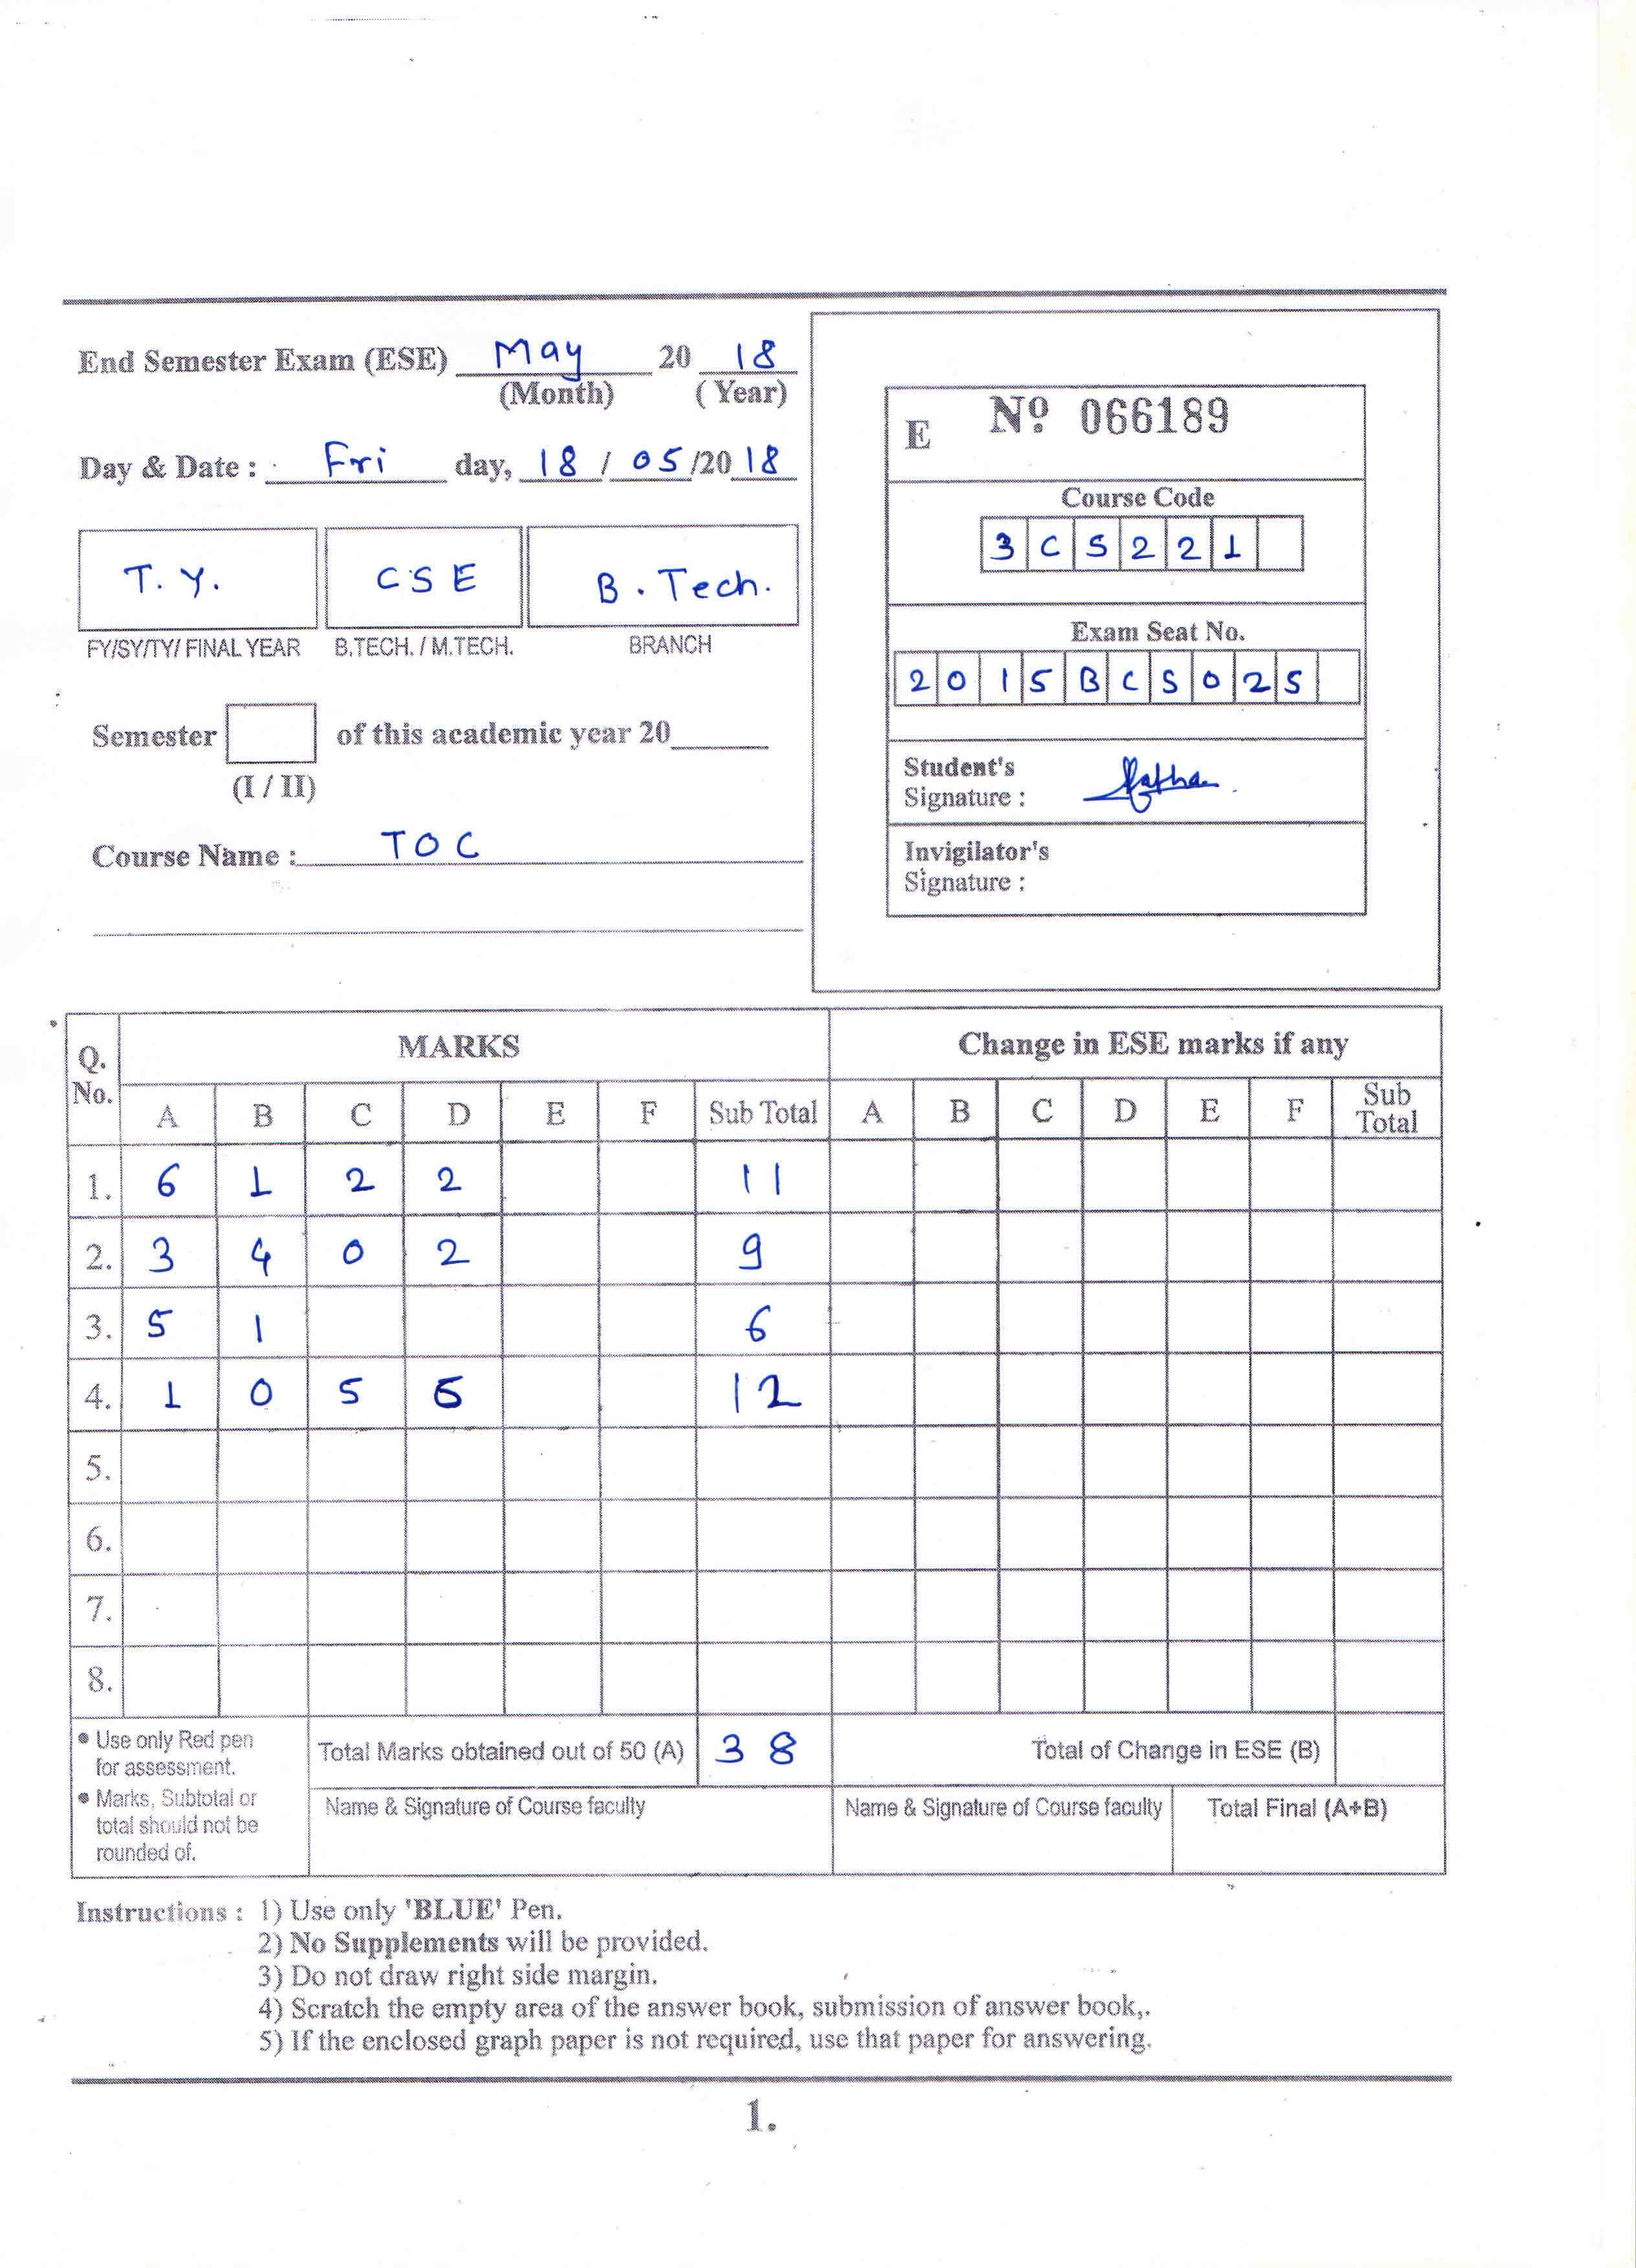 End Semester Exam (ESE) May 20 18
(Month) (Year)
Day & Date : Fri day, 18 / 05 /20 18
T. Y. CSE B. Tech.
FY/SY/TY/ FINAL YEAR B.TECH. / M.TECH. BRANCH
Semester of this academic year 20
(I / II)
Course Name : TOC
E Nº 066189
Course Code
3 C S 2 2 1
Exam Seat No.
2 0 1 5 B C S 0 2 5
Student's
Signature :
Invigilator's
Signature :
Q. No. MARKS Change in ESE marks if any
A B C D E F Sub Total A B C D E F Sub Total
1. 6 1 2 2 11
2. 3 4 0 2 9
3. 5 1 6
4. 1 0 5 12
5.
6.
7.
8.
• Use only Red pen
for assessment.
• Marks, Subtotal or
total should not be
rounded of.
Total Marks obtained out of 50 (A) 38 Total of Change in ESE (B)
Name & Signature of Course faculty Name & Signature of Course faculty Total Final (A+B)
Instructions : 1) Use only 'BLUE' Pen.
2) No Supplements will be provided.
3) Do not draw right side margin.
4) Scratch the empty area of the answer book, submission of answer book,.
5) If the enclosed graph paper is not required, use that paper for answering.
1.